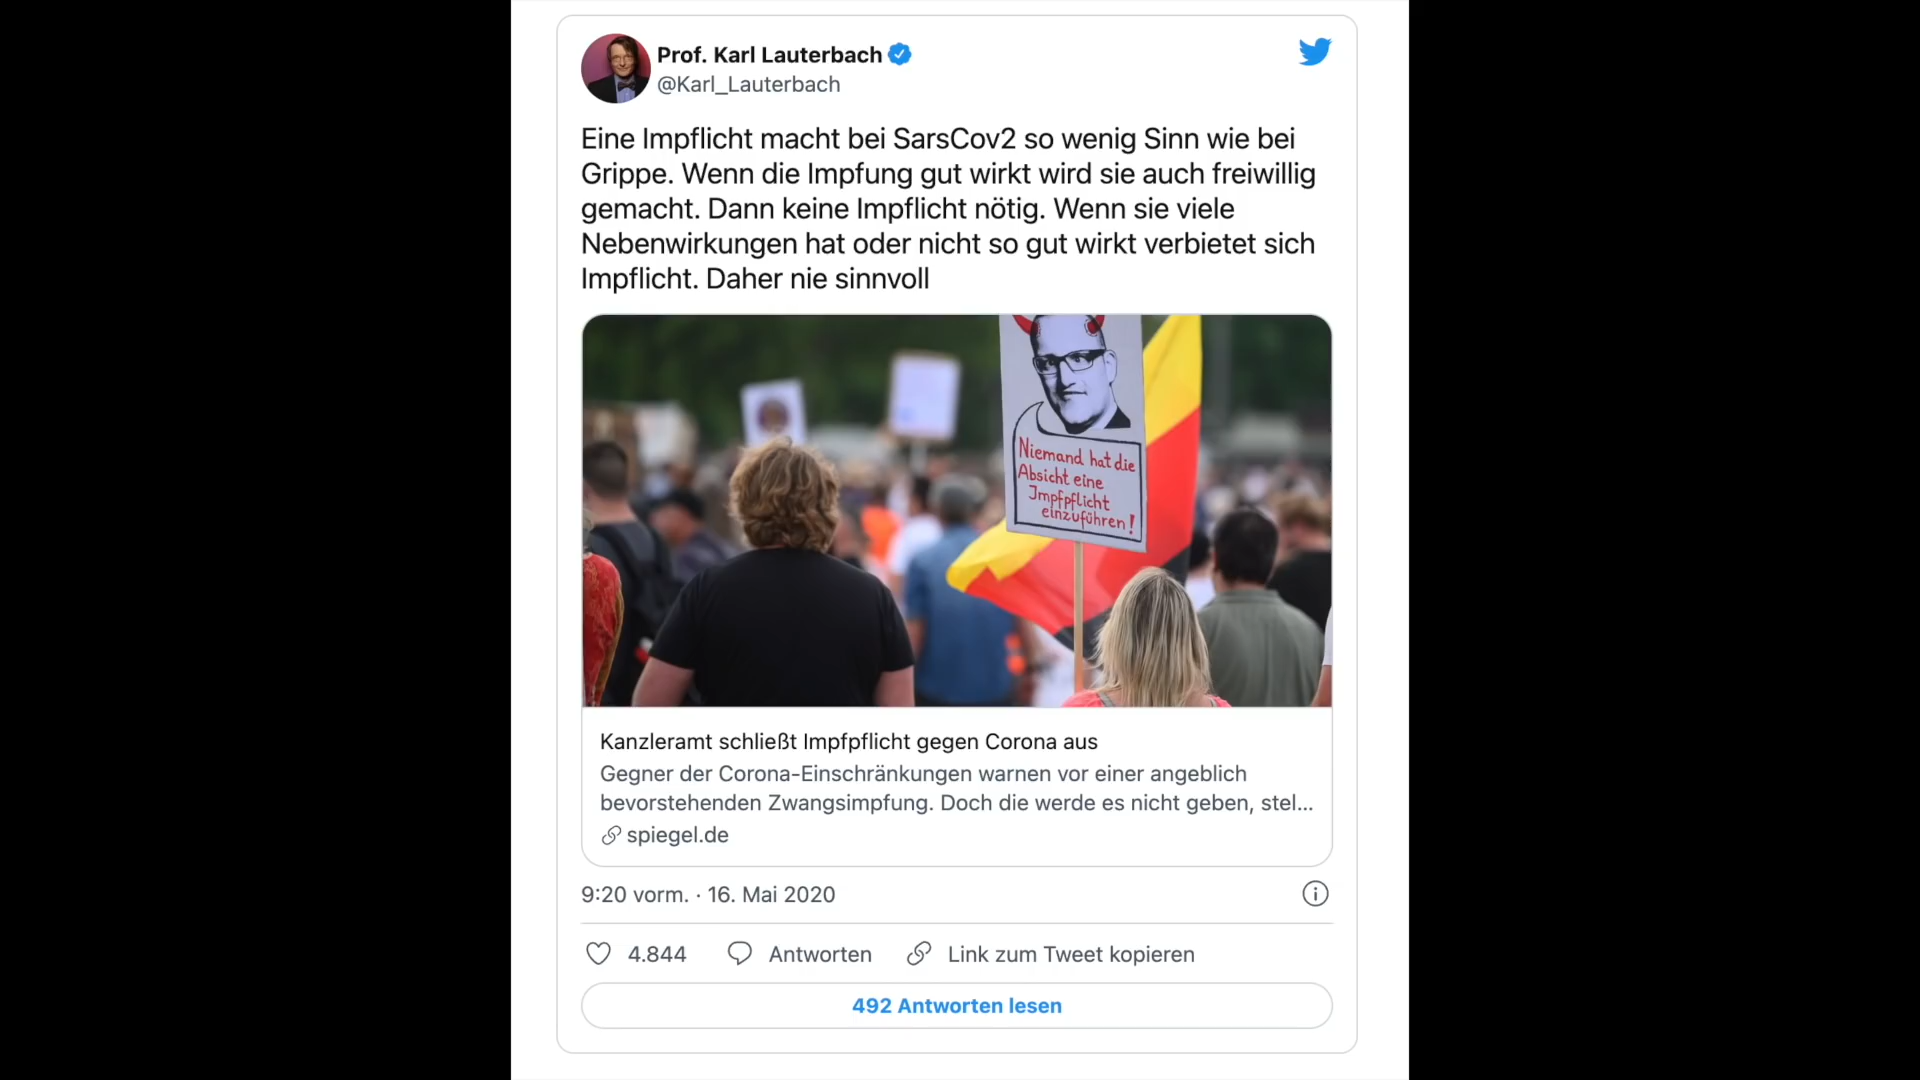 Prof. Karl Lauterbach
@Karl_Lauterbach
Eine Impflicht macht bei SarsCov2 so wenig Sinn wie bei
Grippe. Wenn die Impfung gut wirkt wird sie auch freiwillig
gemacht. Dann keine Impflicht nötig. Wenn sie viele
Nebenwirkungen hat oder nicht so gut wirkt verbietet sich
Impflicht. Daher nie sinnvoll
Niemand hat die
Absicht eine
Impfpflicht
einzuführen!
Kanzleramt schließt Impfpflicht gegen Corona aus
Gegner der Corona-Einschränkungen warnen vor einer angeblich
bevorstehenden Zwangsimpfung. Doch die werde es nicht geben, stel...
spiegel.de
9:20 vorm. · 16. Mai 2020
4.844 Antworten Link zum Tweet kopieren
492 Antworten lesen